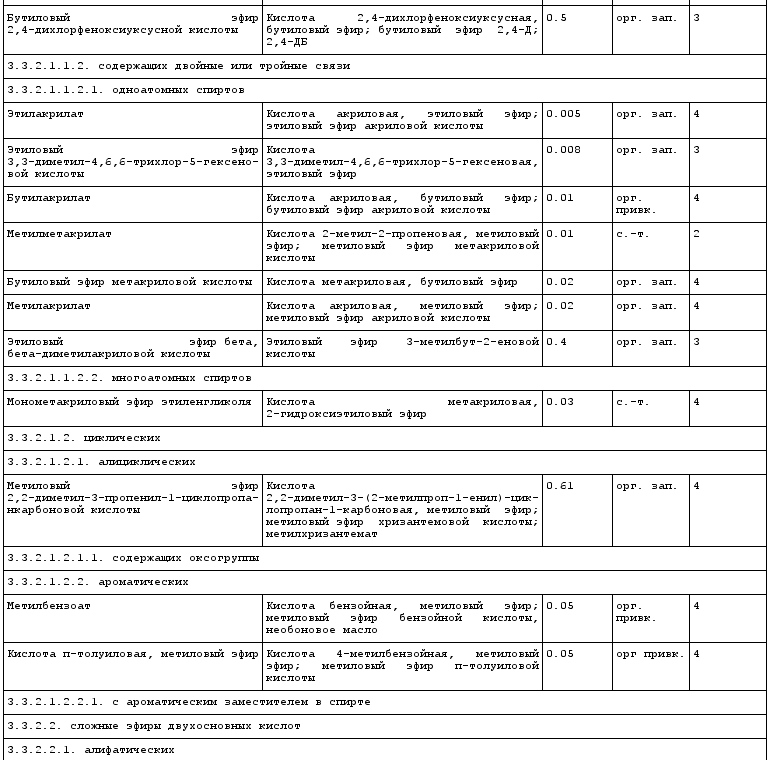 Бутиловый эфир Кислота 2,4-дихлорфеноксиуксусная, 0.5 орг. зап. 3
2,4-дихлорфеноксиуксусной кислоты бутиловый эфир; бутиловый эфир 2,4-Д;
2,4-ДБ
3.3.2.1.1.2. содержащих двойные или тройные связи
3.3.2.1.1.2.1. одноатомных спиртов
Этилакрилат Кислота акриловая, этиловый эфир; 0.005 орг. зап. 4
этиловый эфир акриловой кислоты
Этиловый эфир Кислота 0.008 орг. зап. 3
3,3-диметил-4,6,6-трихлор-5-гексено- 3,3-диметил-4,6,6-трихлор-5-гексеновая,
вой кислоты этиловый эфир
Бутилакрилат Кислота акриловая, бутиловый эфир; 0.01 орг. 4
бутиловый эфир акриловой кислоты привк.
Метилметакрилат Кислота 2-метил-2-пропеновая, метиловый 0.01 с.-т. 2
эфир; метиловый эфир метакриловой
кислоты
Бутиловый эфир метакриловой кислоты Кислота метакриловая, бутиловый эфир 0.02 орг. зап. 4
Метилакрилат Кислота акриловая, метиловый эфир; 0.02 орг. зап. 4
метиловый эфир акриловой кислоты
Этиловый эфир бета, Этиловый эфир 3-метилбут-2-еновой 0.4 орг. зап. 3
бета-диметилакриловой кислоты кислоты
3.3.2.1.1.2.2. многоатомных спиртов
Монометакриловый эфир этиленгликоля Кислота метакриловая, 0.03 с.-т. 4
2-гидроксиэтиловый эфир
3.3.2.1.2. циклических
3.3.2.1.2.1. алициклических
Метиловый эфир Кислота 0.61 орг. зап. 4
2,2-диметил-3-пропенил-1-циклопропа- 2,2-диметил-3-(2-метилпроп-1-енил)-цик-
нкарбоновой кислоты лопропан-1-карбоновая, метиловый эфир;
метиловый эфир хризантемовой кислоты;
метилхризантемат
3.3.2.1.2.1.1. содержащих оксогруппы
3.3.2.1.2.2. ароматических
Метилбензоат Кислота бензойная, метиловый эфир; 0.05 орг. 4
метиловый эфир бензойной кислоты, привк.
необоновое масло
Кислота п-толуиловая, метиловый эфир Кислота 4-метилбензойная, метиловый 0.05 орг привк. 4
эфир; метиловый эфир п-толуиловой
кислоты
3.3.2.1.2.2.1. с ароматическим заместителем в спирте
3.3.2.2. сложные эфиры двухосновных кислот
3.3.2.2.1. алифатических